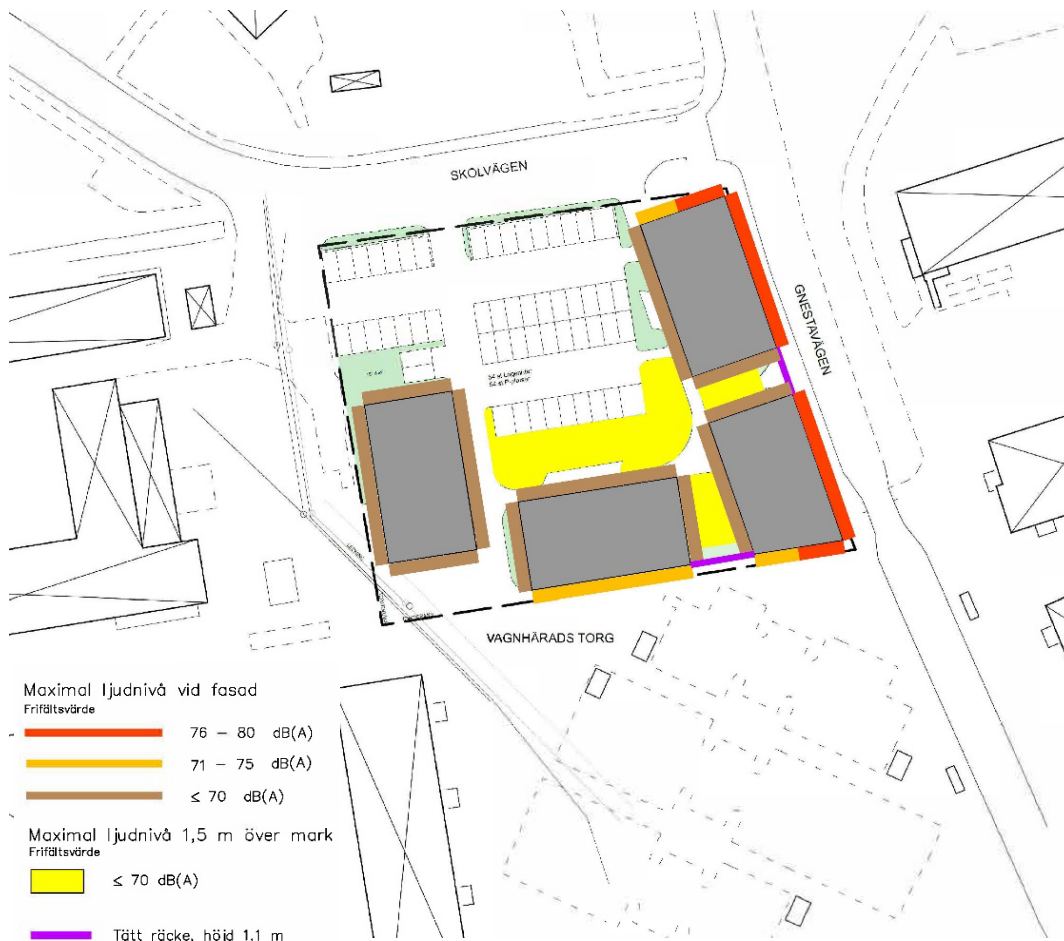 SKOLVÄGEN
GNESTAVÄGEN
VAGNHÄRADS TORG
Maximal ljudnivå vid fasad
Frifältsvärde
76 – 80 dB(A)
71 – 75 dB(A)
≤ 70 dB(A)
Maximal ljudnivå 1,5 m över mark
Frifältsvärde
≤ 70 dB(A)
Tätt räcke, höjd 1.1 m